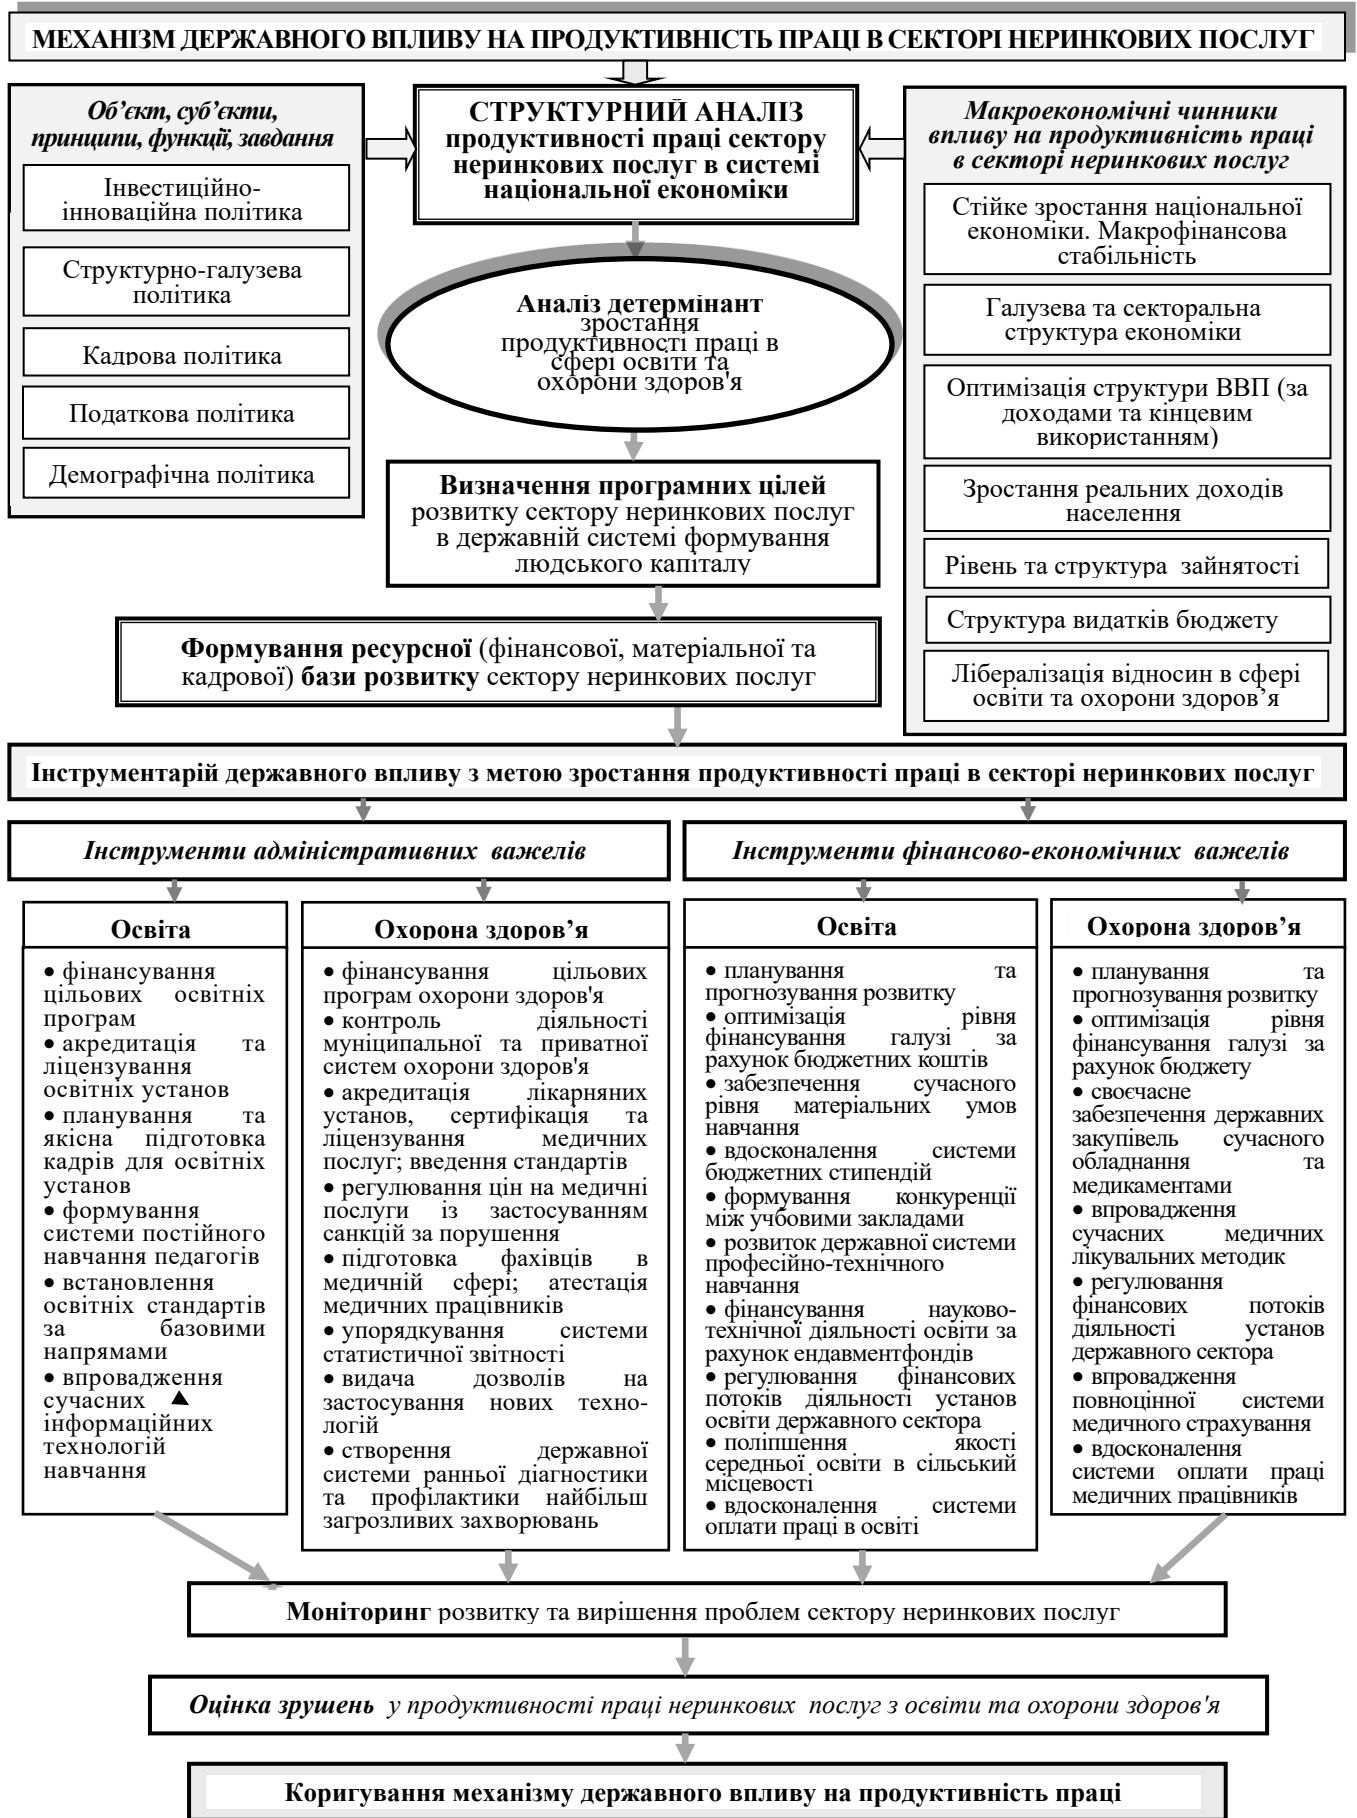 МЕХАНІЗМ ДЕРЖАВНОГО ВПЛИВУ НА ПРОДУКТИВНІСТЬ ПРАЦІ В СЕКТОРІ НЕРИНКОВИХ ПОСЛУГ
Об’єкт, суб’єкти,
принципи, функції, завдання
Інвестиційно-
інноваційна політика
Структурно-галузева
політика
Кадрова політика
Податкова політика
Демографічна політика
СТРУКТУРНИЙ АНАЛІЗ
продуктивності праці сектору
неринкових послуг в системі
національної економіки
Аналіз детермінант
зростання
продуктивності праці в
сфері освіти та
охорони здоров'я
Визначення програмних цілей
розвитку сектору неринкових послуг
в державній системі формування
людського капіталу
Формування ресурсної (фінансової, матеріальної та
кадрової) бази розвитку сектору неринкових послуг
Макроекономічні чинники
впливу на продуктивність праці
в секторі неринкових послуг
Стійке зростання національної
економіки. Макрофінансова
стабільність
Галузева та секторальна
структура економіки
Оптимізація структури ВВП (за
доходами та кінцевим
використанням)
Зростання реальних доходів
населення
Рівень та структура зайнятості
Структура видатків бюджету
Лібералізація відносин в сфері
освіти та охорони здоров’я
Інструментарій державного впливу з метою зростання продуктивності праці в секторі неринкових послуг
Інструменти адміністративних важелів
Інструменти фінансово-економічних важелів
Освіта
• фінансування
цільових освітніх
програм
• акредитація та
ліцензування
освітніх установ
• планування та
якісна підготовка
кадрів для освітніх
установ
• формування
системи постійного
навчання педагогів
• встановлення
освітніх стандартів
за базовими
напрямами
• впровадження
сучасних
інформаційних
технологій
навчання
Охорона здоров’я
• фінансування цільових
програм охорони здоров'я
• контроль діяльності
муніципальної та приватної
систем охорони здоров'я
• акредитація лікарняних
установ, сертифікація та
ліцензування медичних
послуг; введення стандартів
• регулювання цін на медичні
послуги із застосуванням
санкцій за порушення
• підготовка фахівців в
медичній сфері; атестація
медичних працівників
• упорядкування системи
статистичної звітності
• видача дозволів на
застосування нових техно-
логій
• створення державної
системи ранньої діагностики
та профілактики найбільш
загрозливих захворювань
Освіта
• планування та
прогнозування розвитку
• оптимізація рівня
фінансування галузі за
рахунок бюджетних коштів
• забезпечення сучасного
рівня матеріальних умов
навчання
• вдосконалення системи
бюджетних стипендій
• формування конкуренції
між учбовими закладами
• розвиток державної системи
професійно-технічного
навчання
• фінансування науково-
технічної діяльності освіти за
рахунок ендавментфондів
• регулювання фінансових
потоків діяльності установ
освіти державного сектора
• поліпшення якості
середньої освіти в сільський
місцевості
• вдосконалення системи
оплати праці в освіті
Охорона здоров’я
• планування та
прогнозування розвитку
• оптимізація рівня
фінансування галузі за
рахунок бюджету
• своєчасне
забезпечення державних
закупівель сучасного
обладнання та
медикаментами
• впровадження
сучасних медичних
лікувальних методик
• регулювання
фінансових потоків
діяльності установ
державного сектора
• впровадження
повноцінної системи
медичного страхування
• вдосконалення
системи оплати праці
медичних працівників
Моніторинг розвитку та вирішення проблем сектору неринкових послуг
Оцінка зрушень у продуктивності праці неринкових послуг з освіти та охорони здоров'я
Коригування механізму державного впливу на продуктивність праці